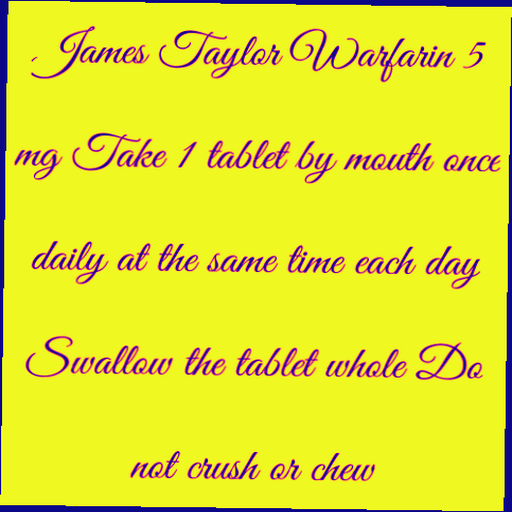 James Taylor Warfarin 5
mg Take 1 tablet by mouth once
daily at the same time each day
Swallow the tablet whole Do
not crush or chew